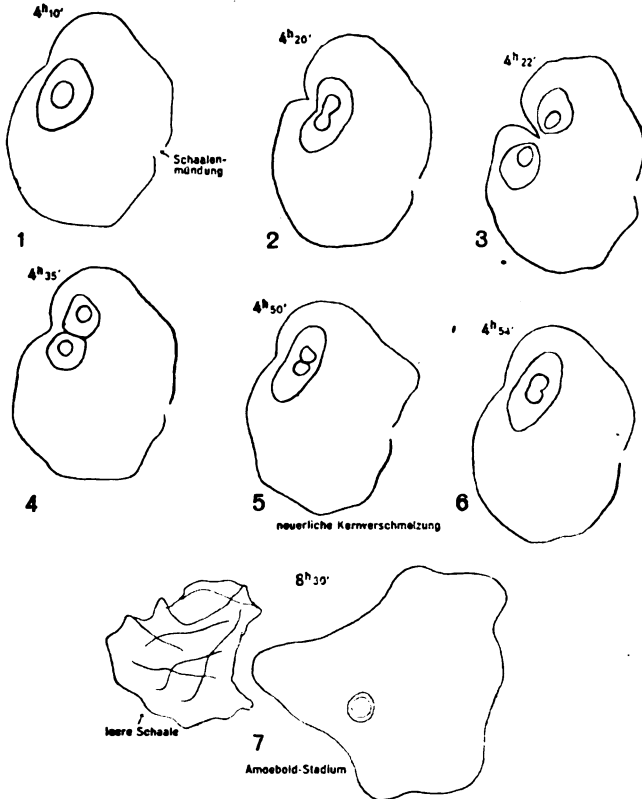 4h10'
4h20'
4h22'
Schaalen-
mündung
1
2
3
4h35'
4h50'
4h54'
4
5
6
neuerliche Kernverschmelzung
8h30'
leere Schaale
7
Amoeboid-Stadium